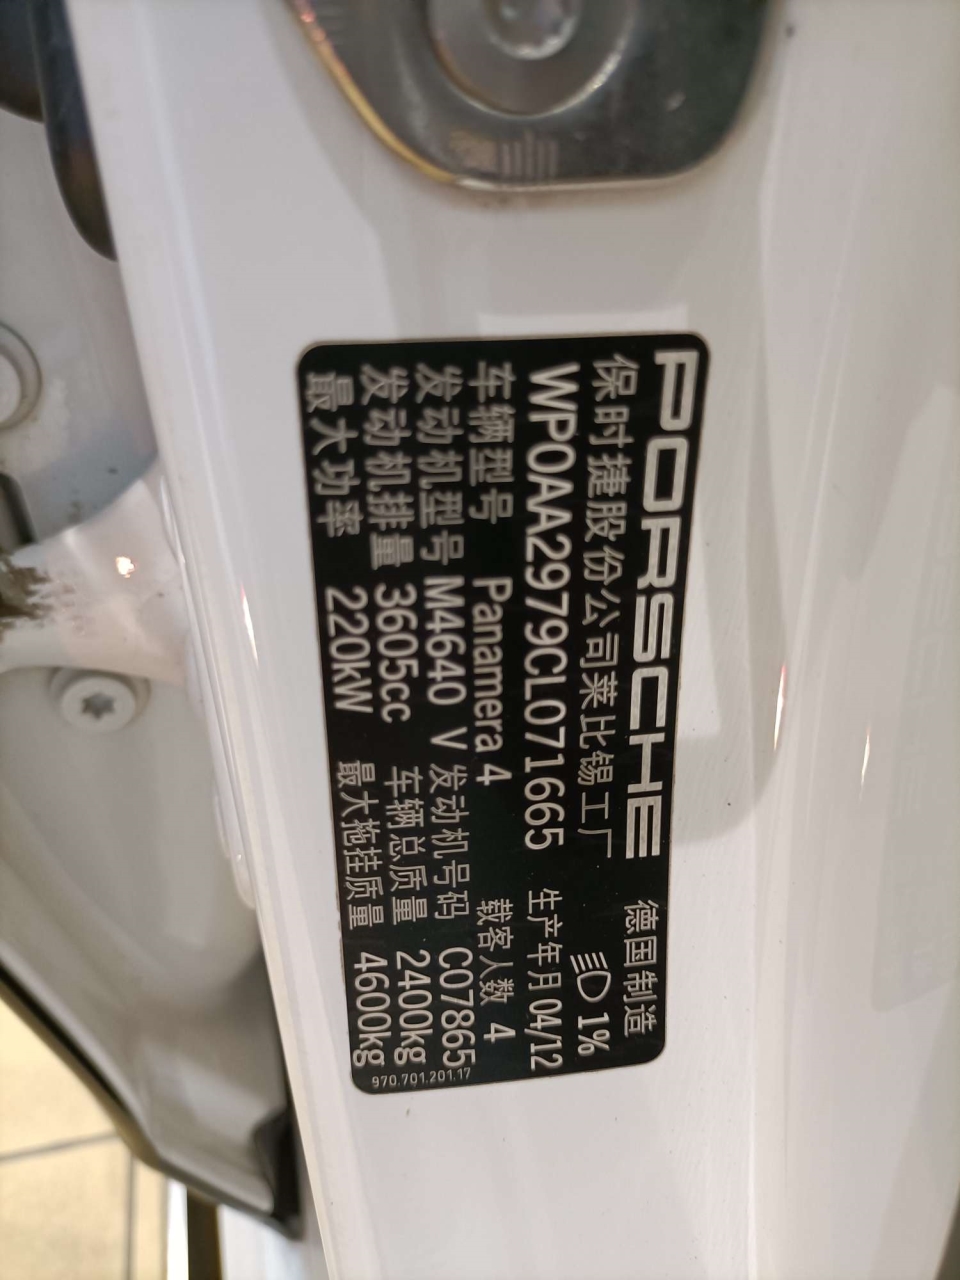 PORSCHE 德国制造
保时捷股份公司莱比锡工厂 1%
WP0AA2979CL071665 生产年月 04/12
车辆型号 Panamera 4 载客人数 4
发动机型号 M4640 V 发动机号码 C07865
发动机排量 3605cc 车辆总质量 2400kg
最大功率 220kW 最大拖挂质量 4600kg
970.701.201.17